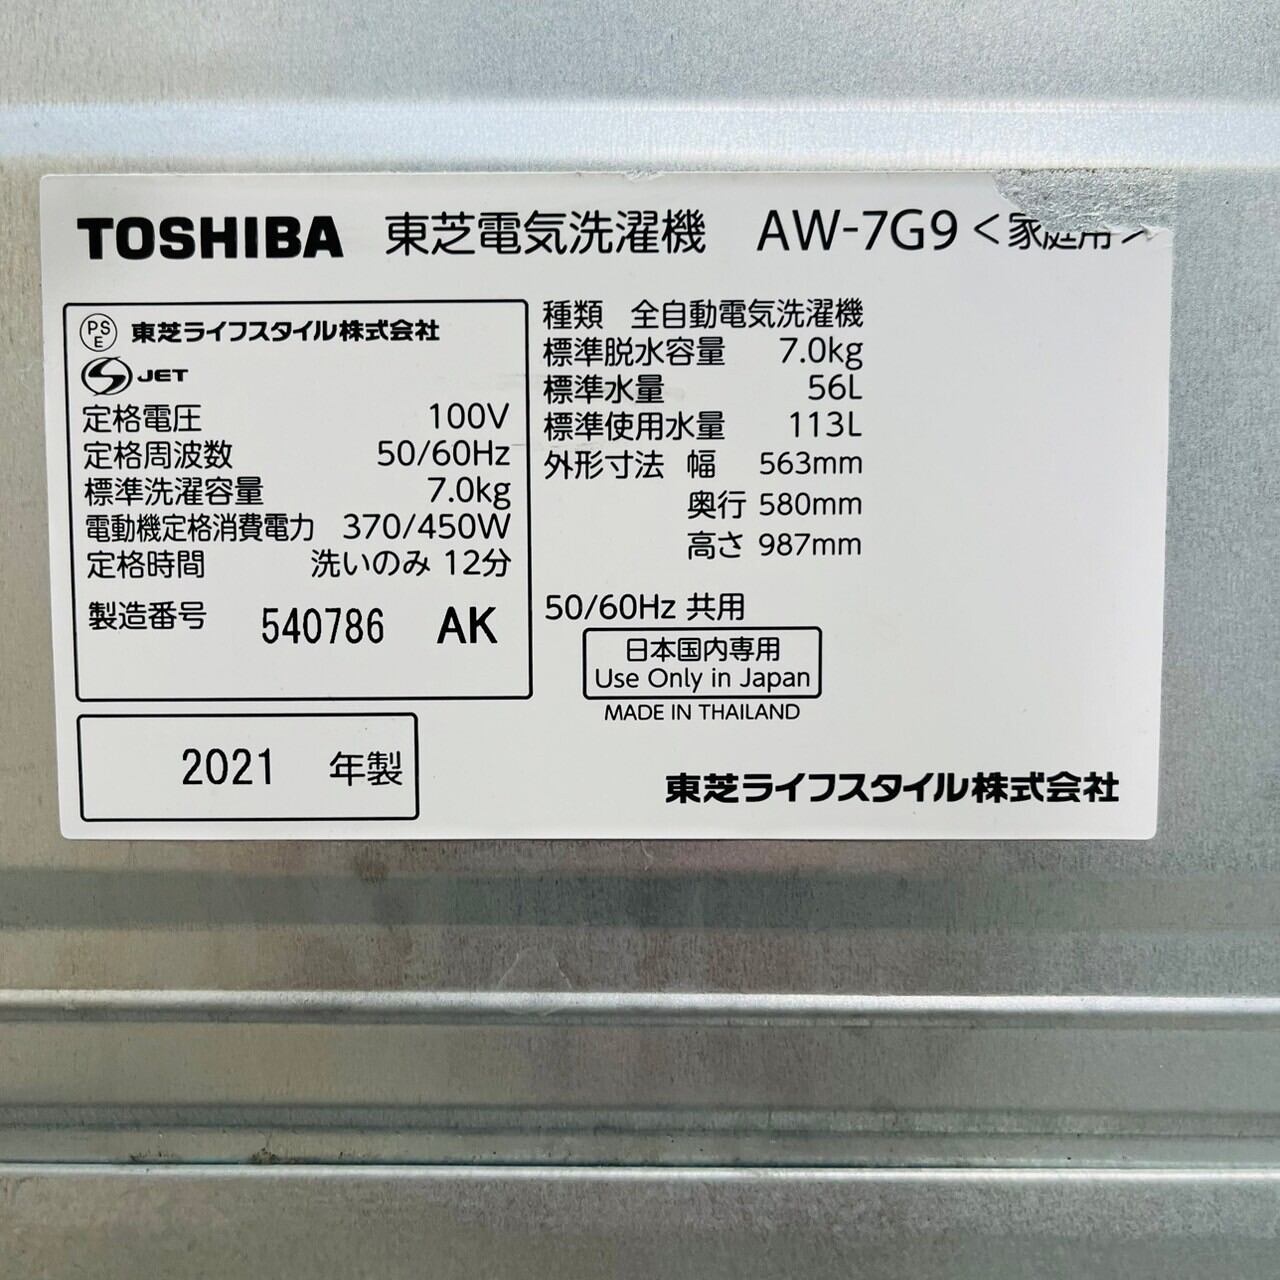 TOSHIBA 東芝電気洗濯機 AW-7G9<家庭用>
PSE 東芝ライフスタイル株式会社
S JET
定格電圧 100V
定格周波数 50/60Hz
標準洗濯容量 7.0kg
電動機定格消費電力 370/450W
定格時間 洗いのみ 12分
製造番号 540786 AK
2021 年製
種類 全自動電気洗濯機
標準脱水容量 7.0kg
標準水量 56L
標準使用水量 113L
外形寸法 幅 563mm
奥行 580mm
高さ 987mm
50/60Hz 共用
日本国内専用
Use Only in Japan
MADE IN THAILAND
東芝ライフスタイル株式会社